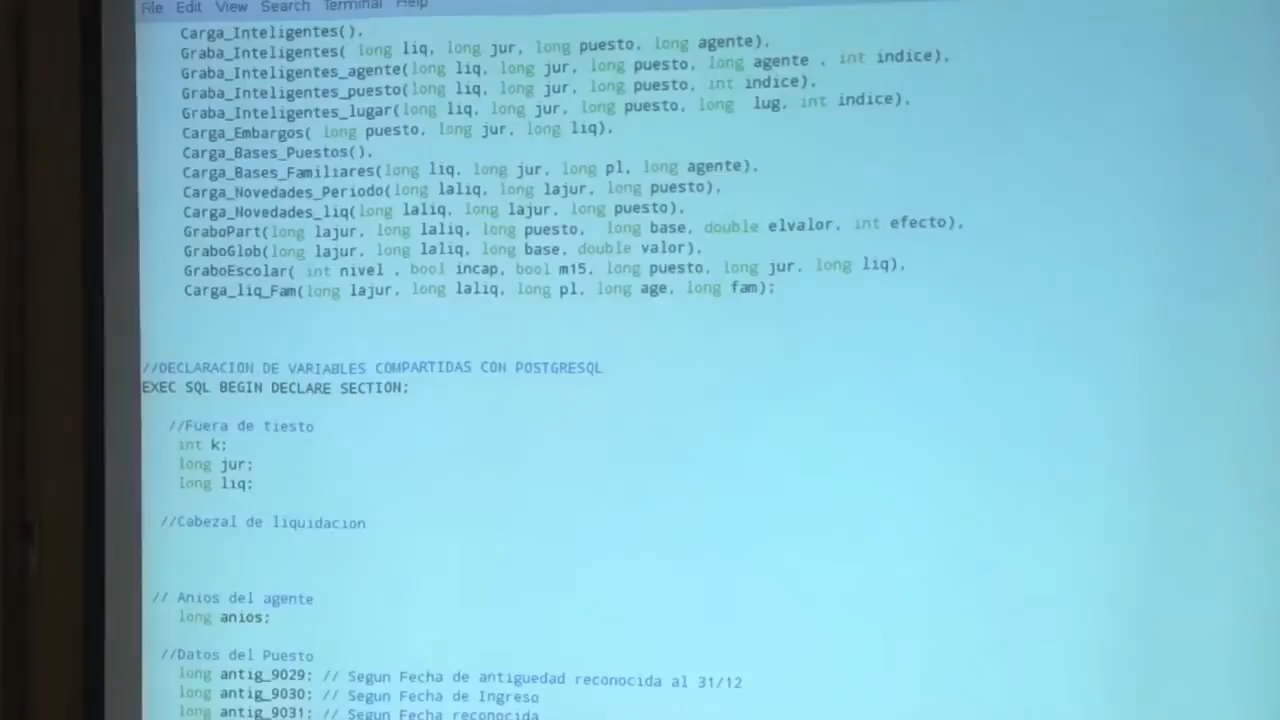 File Edit View Search Terminal Help
Carga_Inteligentes(),
Graba_Inteligentes( long liq, long jur, long puesto, long agente),
Graba_Inteligentes_agente(long liq, long jur, long puesto, long agente , int indice),
Graba_Inteligentes_puesto(long liq, long jur, long puesto, int indice),
Graba_Inteligentes_lugar(long liq, long jur, long puesto, long lug, int indice),
Carga_Embargos( long puesto, long jur, long liq),
Carga_Bases_Puestos(),
Carga_Bases_Familiares(long liq, long jur, long pl, long agente),
Carga_Novedades_Periodo(long laliq, long lajur, long puesto),
Carga_Novedades_liq(long laliq, long lajur, long puesto),
GraboPart(long lajur, long laliq, long puesto, long base, double elvalor, int efecto),
GraboGlob(long lajur, long laliq, long base, double valor),
GraboEscolar( int nivel , bool incap, bool m15, long puesto, long jur, long liq),
Carga_liq_Fam(long lajur, long laliq, long pl, long age, long fam);
//DECLARACION DE VARIABLES COMPARTIDAS CON POSTGRESQL
EXEC SQL BEGIN DECLARE SECTION;
//Fuera de tiesto
int k;
long jur;
long liq;
//Cabezal de liquidacion
// Anios del agente
long anios;
//Datos del Puesto
long antig_9029; // Segun Fecha de antiguedad reconocida al 31/12
long antig_9030; // Segun Fecha de Ingreso
long antig_9031; // Segun Fecha reconocida